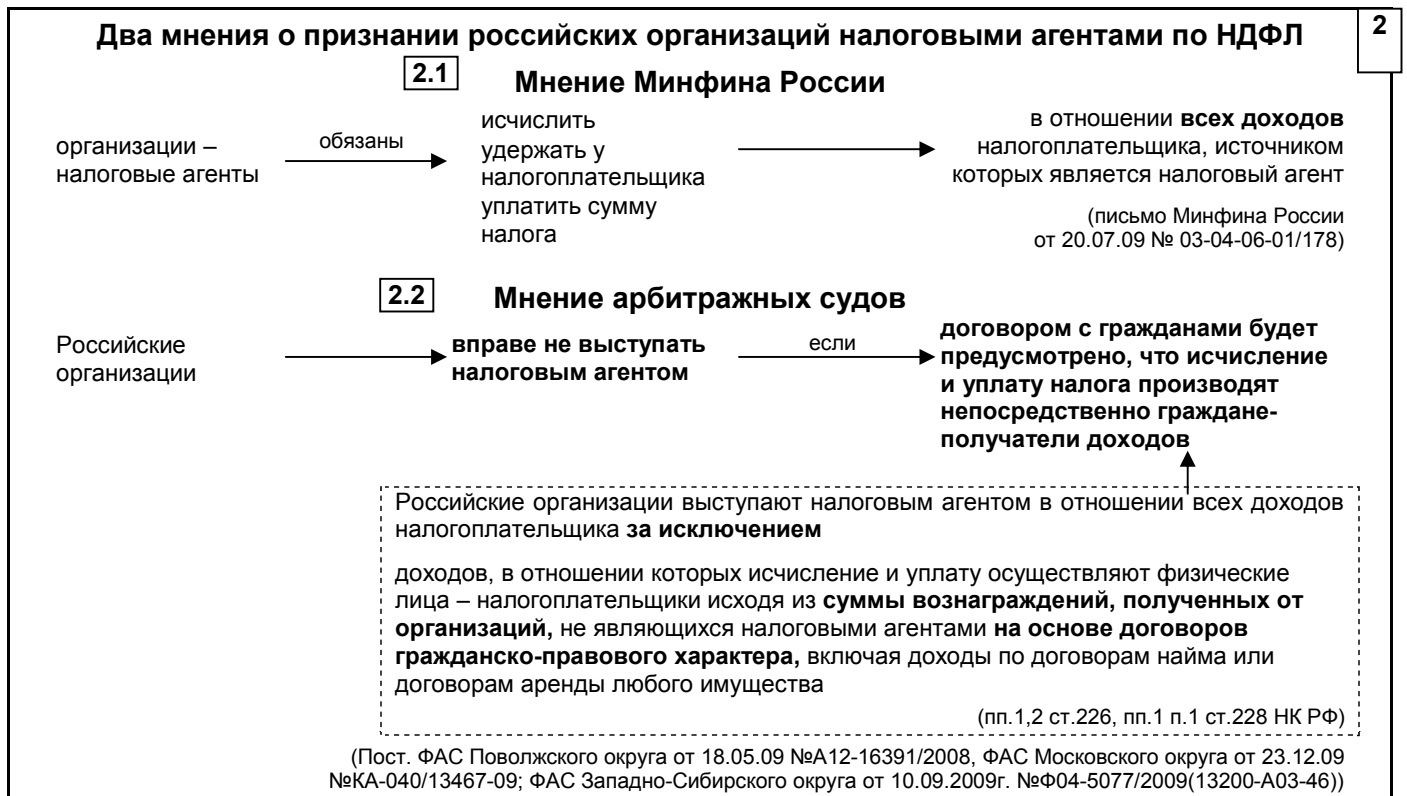 Два мнения о признании российских организаций налоговыми агентами по НДФЛ
2
2.1
Мнение Минфина России
организации –
налоговые агенты
обязаны
исчислить
удержать у
налогоплательщика
уплатить сумму
налога
в отношении всех доходов
налогоплательщика, источником
которых является налоговый агент
(письмо Минфина России
от 20.07.09 № 03-04-06-01/178)
2.2
Мнение арбитражных судов
Российские
организации
вправе не выступать
налоговым агентом
если
договором с гражданами будет
предусмотрено, что исчисление
и уплату налога производят
непосредственно граждане-
получатели доходов
Российские организации выступают налоговым агентом в отношении всех доходов
налогоплательщика за исключением
доходов, в отношении которых исчисление и уплату осуществляют физические
лица – налогоплательщики исходя из суммы вознаграждений, полученных от
организаций, не являющихся налоговыми агентами на основе договоров
гражданско-правового характера, включая доходы по договорам найма или
договорам аренды любого имущества
(пп.1,2 ст.226, пп.1 п.1 ст.228 НК РФ)
(Пост. ФАС Поволжского округа от 18.05.09 №А12-16391/2008, ФАС Московского округа от 23.12.09
№КА-040/13467-09; ФАС Западно-Сибирского округа от 10.09.2009г. №Ф04-5077/2009(13200-А03-46))